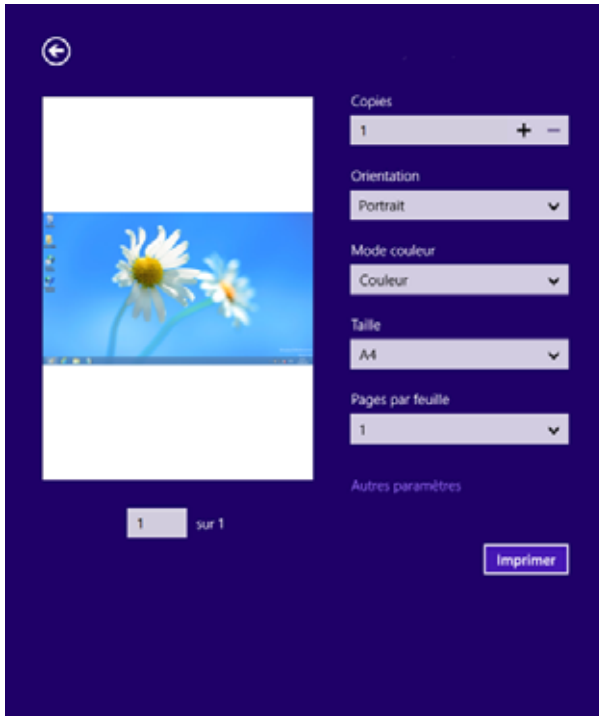 Copies
1
Orientation
Portrait
Mode couleur
Couleur
Taille
A4
Pages par feuille
1
Autres paramètres
1 sur 1
Imprimer